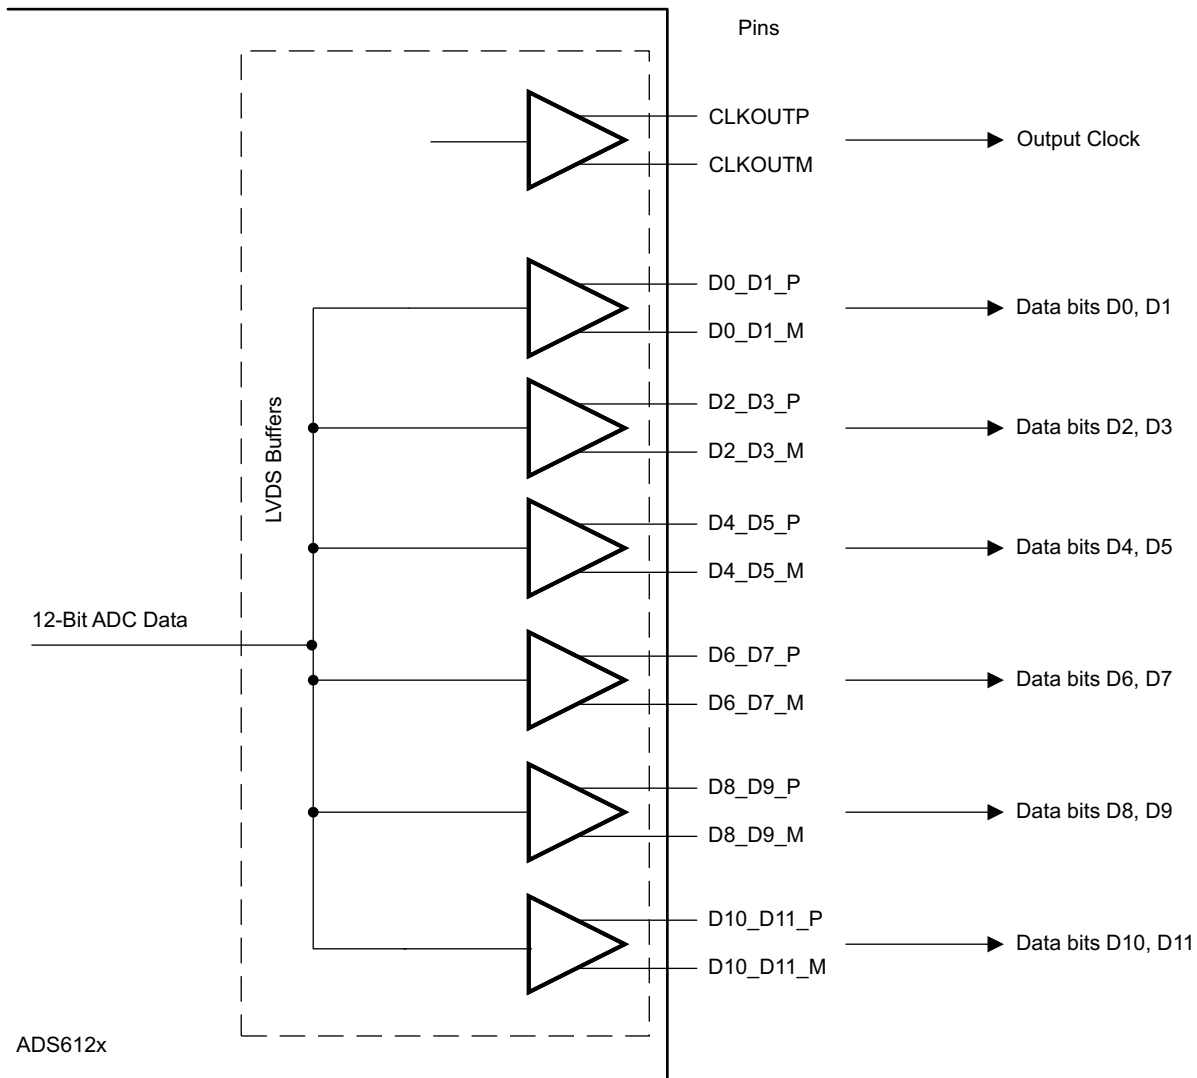 Pins
CLKOUTP
Output Clock
CLKOUTM
D0_D1_P
Data bits D0, D1
D0_D1_M
D2_D3_P
Data bits D2, D3
D2_D3_M
LVDS Buffers
D4_D5_P
Data bits D4, D5
D4_D5_M
12-Bit ADC Data
D6_D7_P
Data bits D6, D7
D6_D7_M
D8_D9_P
Data bits D8, D9
D8_D9_M
D10_D11_P
Data bits D10, D11
D10_D11_M
ADS612x